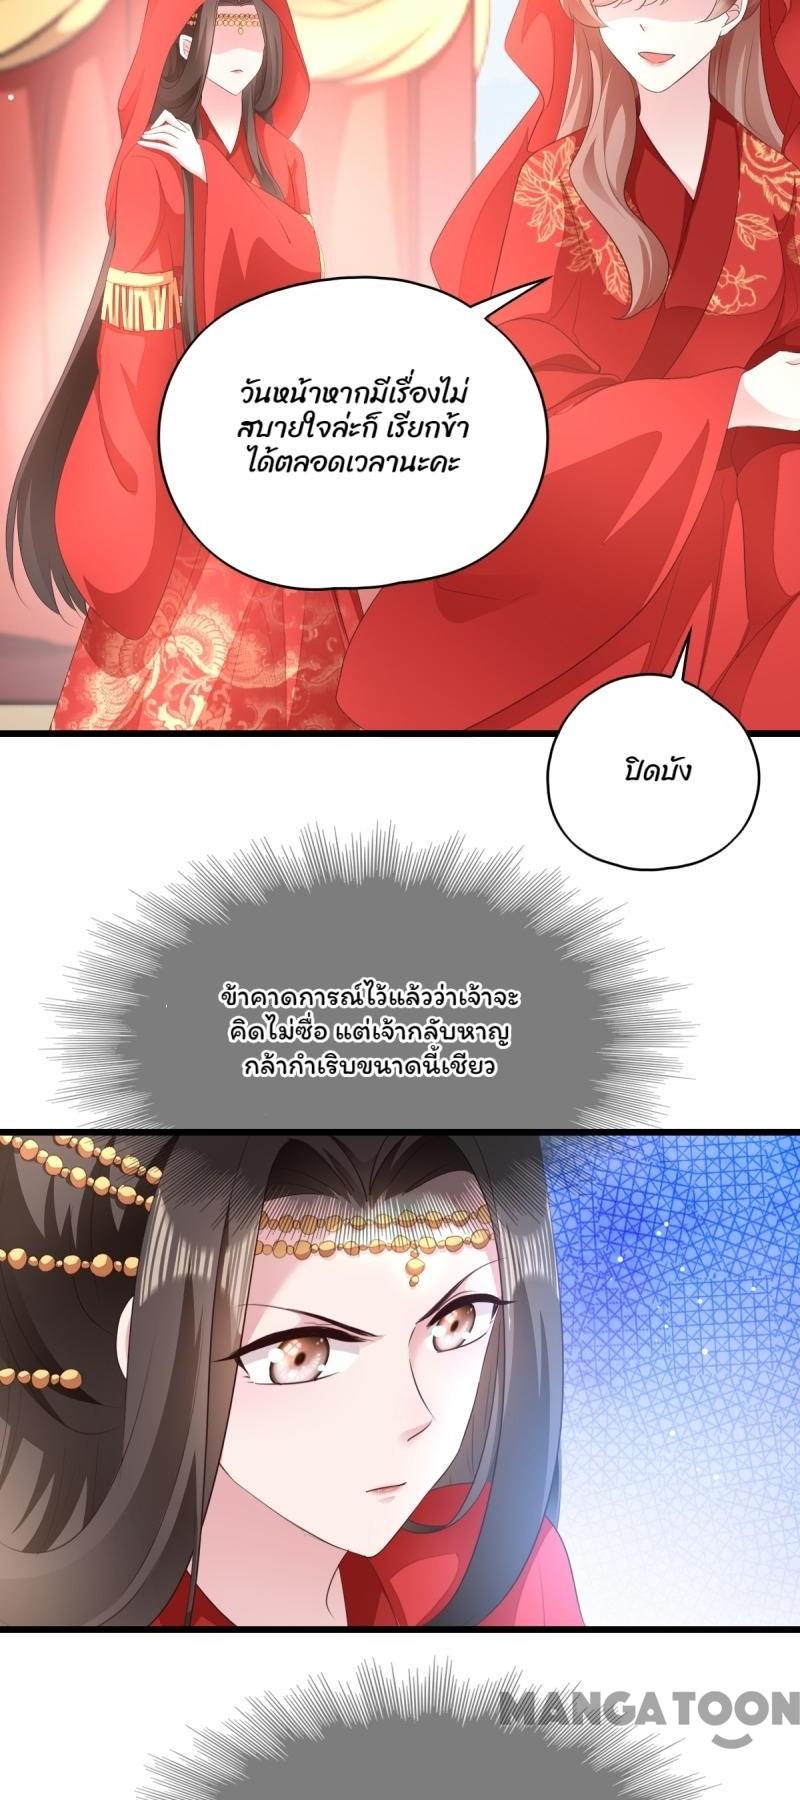 วันหน้าหากมีเรื่องไม่
สบายใจล่ะก็ เรียกข้า
ได้ตลอดเวลานะคะ
ปิดบัง
ข้าคาดการณ์ไว้แล้วว่าเจ้าจะ
คิดไม่ซื่อ แต่เจ้ากลับหาญ
กล้ากำเริบขนาดนี้เชียว
MANGATOON